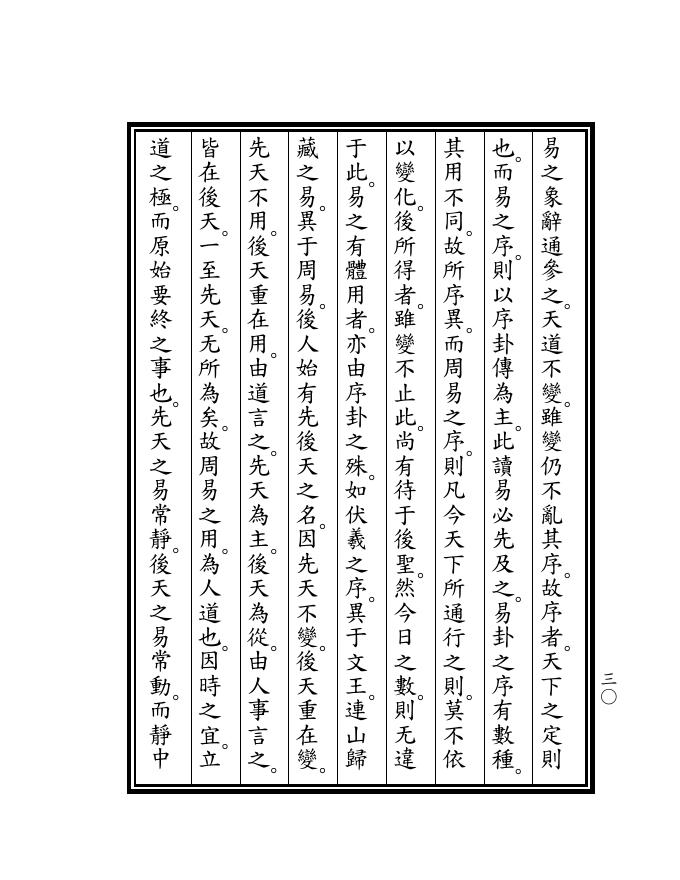 易之象辭通參之。天道不變。雖變仍不亂其序。故序者。天下之定則
也。而易之序。則以序卦傳為主。此讀易必先及之。易卦之序有數種。
其用不同。故所序異。而周易之序。則凡今天下所通行之則。莫不依
以變化。後所得者。雖變不止此。尚有待于後聖。然今日之數。則无違
于此。易之有體用者。亦由序卦之殊。如伏羲之序。異于文王。連山歸
藏之易。異于周易。後人始有先後天之名。因先天不變。後天重在變。
先天不用。後天重在用。由道言之。先天為主。後天為從。由人事言之。
皆在後天。一至先天。无所為矣。故周易之用。為人道也。因時之宜。立
道之極。而原始要終之事也。先天之易常靜。後天之易常動。而靜中
三〇